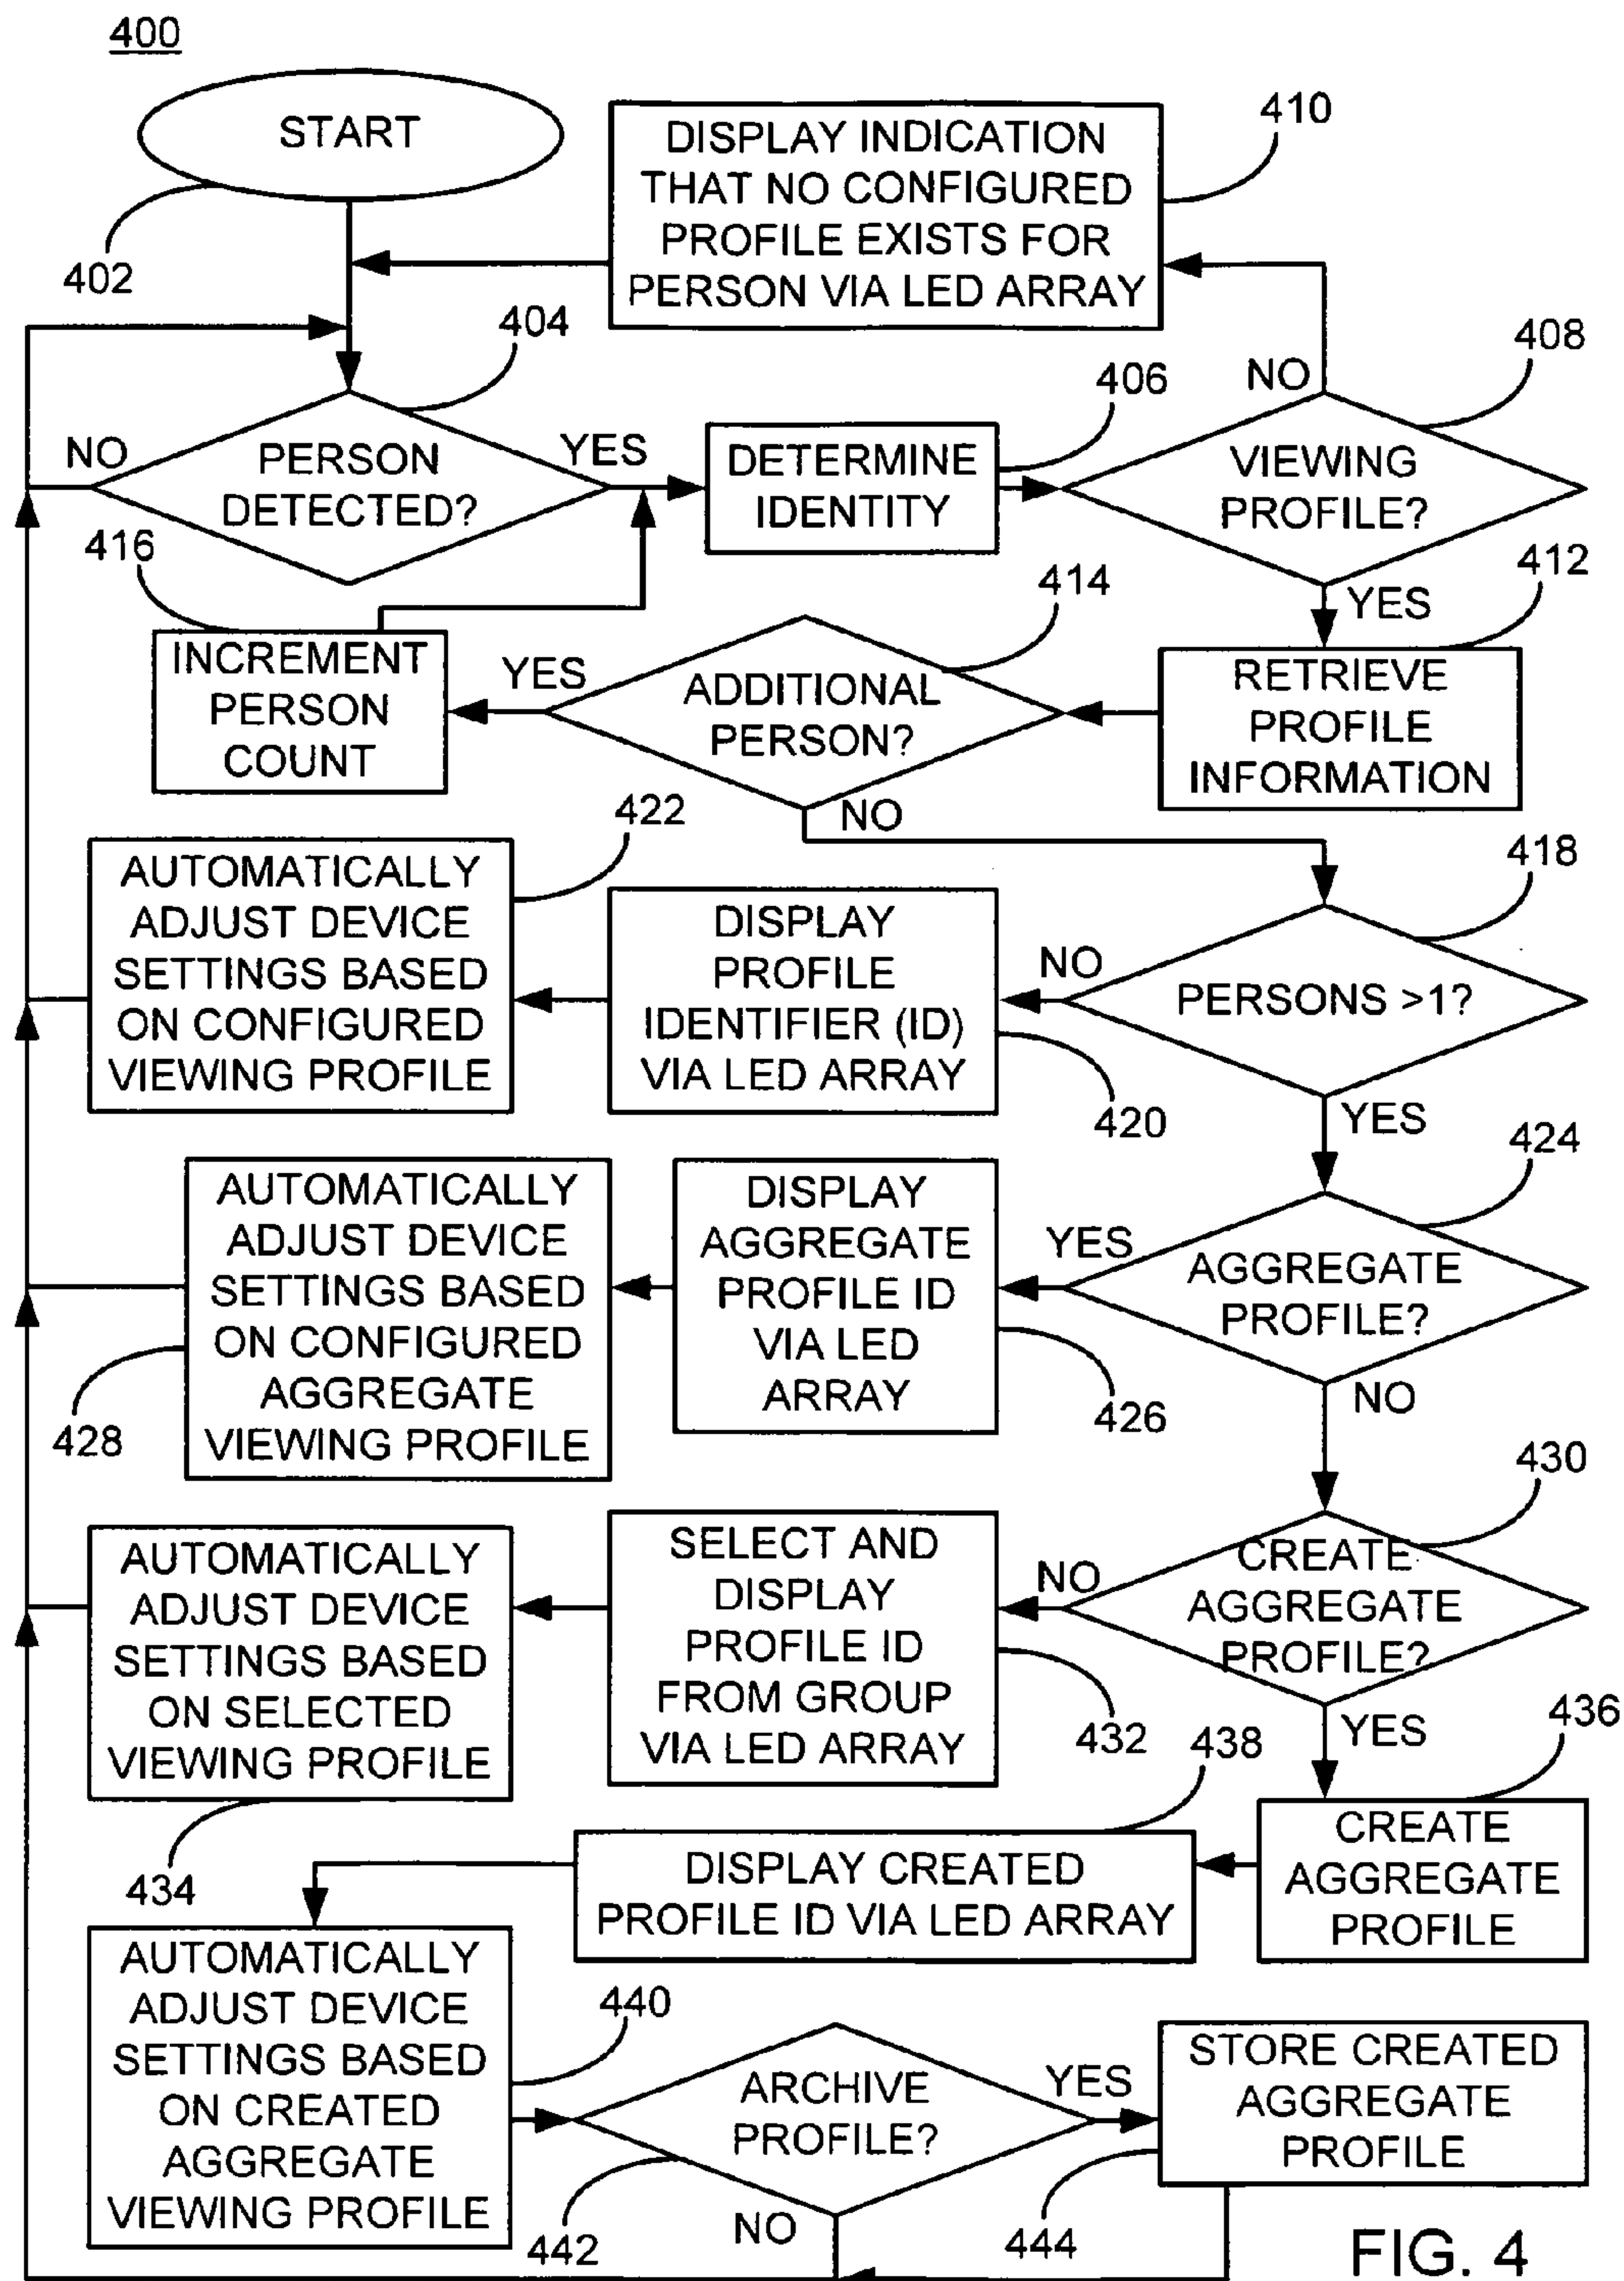 400
START
402
DISPLAY INDICATION
THAT NO CONFIGURED
PROFILE EXISTS FOR
PERSON VIA LED ARRAY
410
404
PERSON
DETECTED?
NO
YES
406
DETERMINE
IDENTITY
408
NO
VIEWING
PROFILE?
YES
412
RETRIEVE
PROFILE
INFORMATION
414
ADDITIONAL
PERSON?
YES
NO
416
INCREMENT
PERSON
COUNT
418
PERSONS >1?
NO
YES
420
DISPLAY
PROFILE
IDENTIFIER (ID)
VIA LED ARRAY
422
AUTOMATICALLY
ADJUST DEVICE
SETTINGS BASED
ON CONFIGURED
VIEWING PROFILE
424
AGGREGATE
PROFILE?
YES
NO
426
DISPLAY
AGGREGATE
PROFILE ID
VIA LED
ARRAY
428
AUTOMATICALLY
ADJUST DEVICE
SETTINGS BASED
ON CONFIGURED
AGGREGATE
VIEWING PROFILE
430
CREATE
AGGREGATE
PROFILE?
NO
YES
432
SELECT AND
DISPLAY
PROFILE ID
FROM GROUP
VIA LED ARRAY
434
AUTOMATICALLY
ADJUST DEVICE
SETTINGS BASED
ON SELECTED
VIEWING PROFILE
436
CREATE
AGGREGATE
PROFILE
438
DISPLAY CREATED
PROFILE ID VIA LED ARRAY
440
AUTOMATICALLY
ADJUST DEVICE
SETTINGS BASED
ON CREATED
AGGREGATE
VIEWING PROFILE
442
ARCHIVE
PROFILE?
YES
NO
444
STORE CREATED
AGGREGATE
PROFILE
FIG. 4